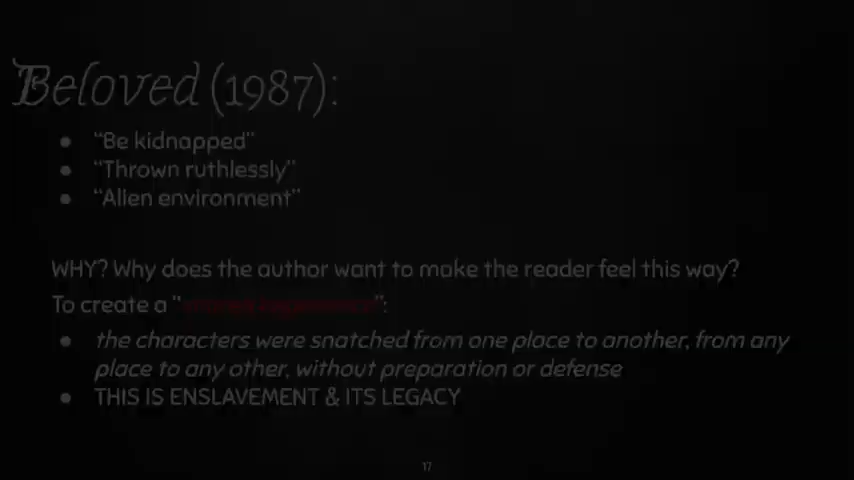 Beloved (1987):
● “Be kidnapped”
● “Thrown ruthlessly”
● “Alien environment”
WHY? Why does the author want to make the reader feel this way?
To create a “shared experience”:
● the characters were snatched from one place to another, from any
place to any other, without preparation or defense
● THIS IS ENSLAVEMENT & ITS LEGACY
17